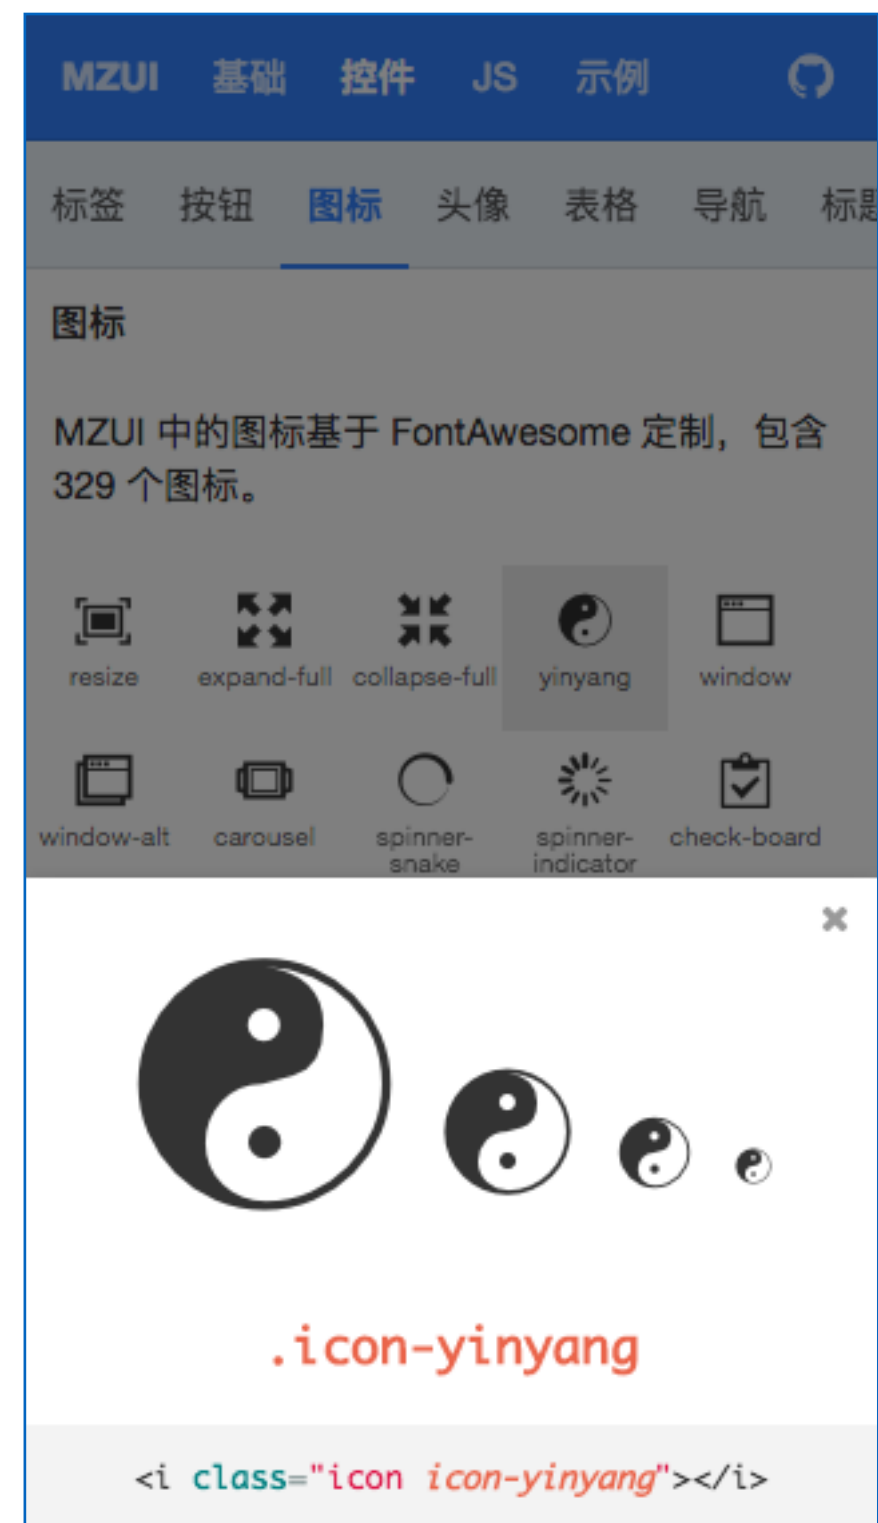 MZUI 基础 控件 JS 示例
标签 按钮 图标 头像 表格 导航 标题
图标
MZUI 中的图标基于 FontAwesome 定制，包含
329 个图标。
resize expand-full collapse-full yinyang window
window-alt carousel spinner-snake spinner-indicator check-board
.icon-yinyang
<i class="icon icon-yinyang"></i>